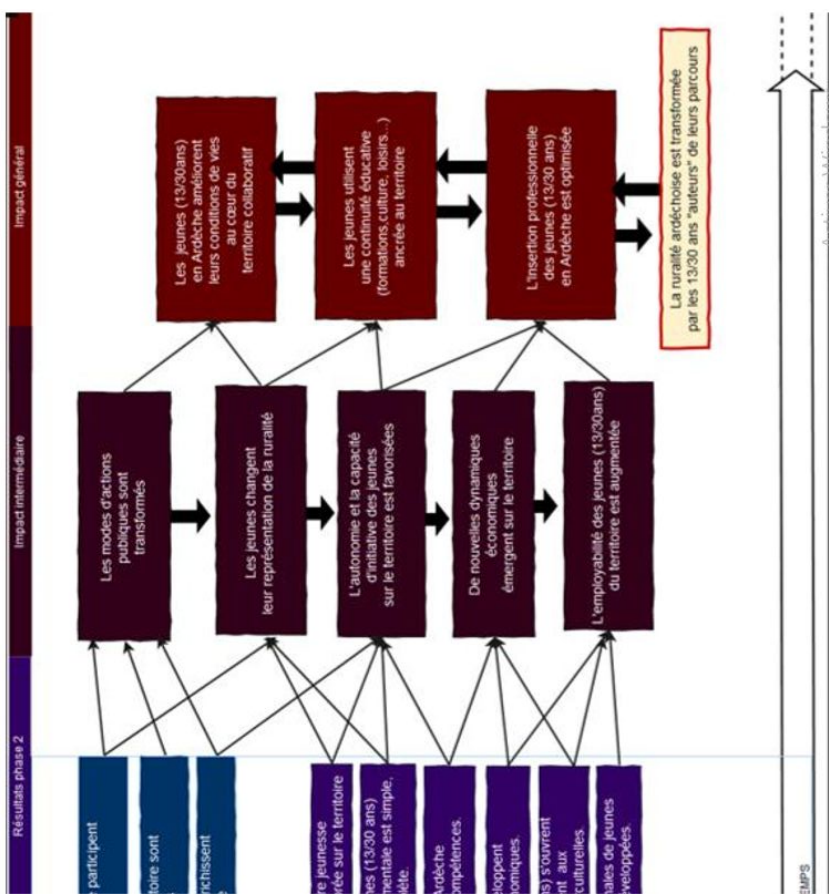 Résultats phase 2
Impact intermédiaire
Impact général
participent
toire sont
richissent
re jeunesse
rée sur le territoire
nes (13/30 ans)
mentale est simple,
lète.
Ardèche
ompétences.
eloppent
omiques.
s) s'ouvrent
nt aux
culturelles.
nales de jeunes
eloppées.
Les modes d'actions
publiques sont
transformés
Les jeunes changent
leur représentation de la ruralité
L'autonomie et la capacité
d'initiative des jeunes
sur le territoire est favorisées
De nouvelles dynamiques
économiques
émergent sur le territoire
L'employabilité des jeunes (13/30ans)
du territoire est augmentée
Les jeunes (13/30ans)
en Ardèche améliorent
leurs conditions de vies
au cœur du
territoire collaboratif
Les jeunes utilisent
une continuité éducative
(formations,culture, loisirs...)
ancrée au territoire
L'insertion professionnelle
des jeunes (13/30 ans)
en Ardèche est optimisée
La ruralité ardéchoise est transformée
par les 13/30 ans "auteurs" de leurs parcours
EMPS